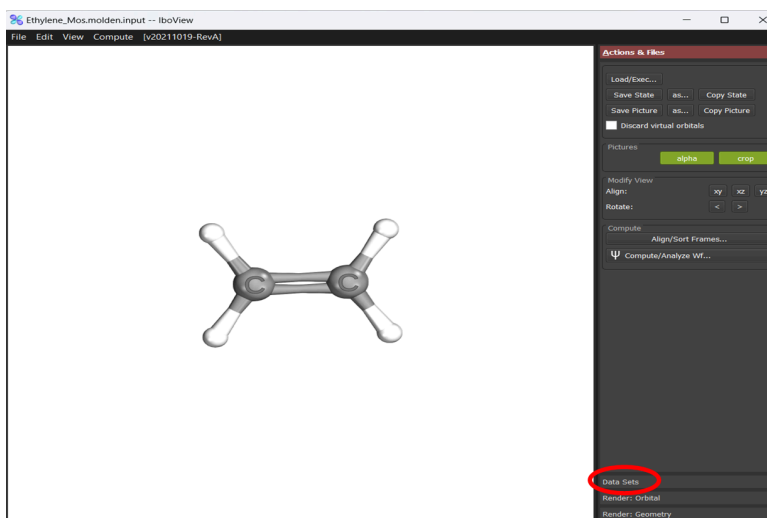 Ethylene_Mos.molden.input -- IboView
File Edit View Compute [v20211019-RevA]
Actions & Files
Load/Exec...
Save State as... Copy State
Save Picture as... Copy Picture
Discard virtual orbitals
Pictures
alpha crop
Modify View
Align: xy xz yz
Rotate: < >
Compute
Align/Sort Frames...
Ψ Compute/Analyze Wf...
C C
Data Sets
Render: Orbital
Render: Geometry